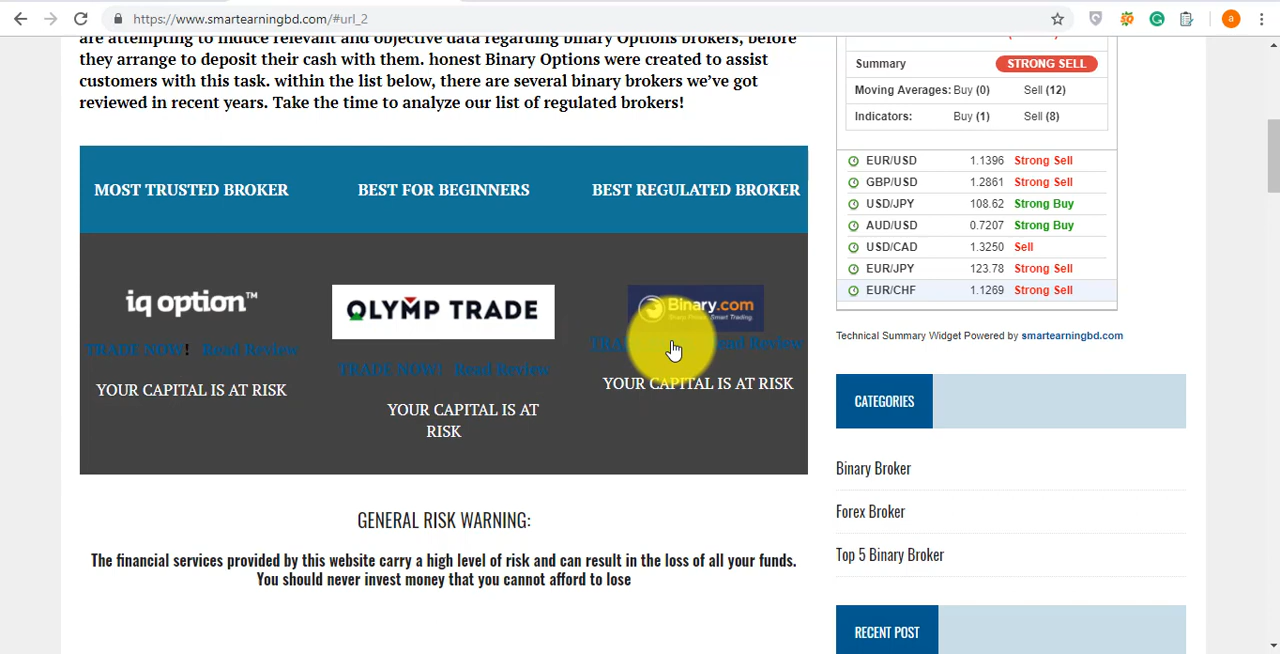 https://www.smartearningbd.com/#url_2
a
are attempting to induce relevant and objective data regarding binary Options brokers, before
they arrange to deposit their cash with them. honest Binary Options were created to assist
customers with this task. within the list below, there are several binary brokers we've got
reviewed in recent years. Take the time to analyze our list of regulated brokers!
MOST TRUSTED BROKER
BEST FOR BEGINNERS
BEST REGULATED BROKER
iq option™
TRADE NOW! Read Review
YOUR CAPITAL IS AT RISK
OLYMP TRADE
TRADE NOW! Read Review
YOUR CAPITAL IS AT
RISK
Binary.com
Read Review
YOUR CAPITAL IS AT RISK
GENERAL RISK WARNING:
The financial services provided by this website carry a high level of risk and can result in the loss of all your funds.
You should never invest money that you cannot afford to lose
Summary STRONG SELL
Moving Averages: Buy (0) Sell (12)
Indicators: Buy (1) Sell (8)
EUR/USD 1.1396 Strong Sell
GBP/USD 1.2861 Strong Sell
USD/JPY 108.62 Strong Buy
AUD/USD 0.7207 Strong Buy
USD/CAD 1.3250 Sell
EUR/JPY 123.78 Strong Sell
EUR/CHF 1.1269 Strong Sell
Technical Summary Widget Powered by smartearningbd.com
CATEGORIES
Binary Broker
Forex Broker
Top 5 Binary Broker
RECENT POST